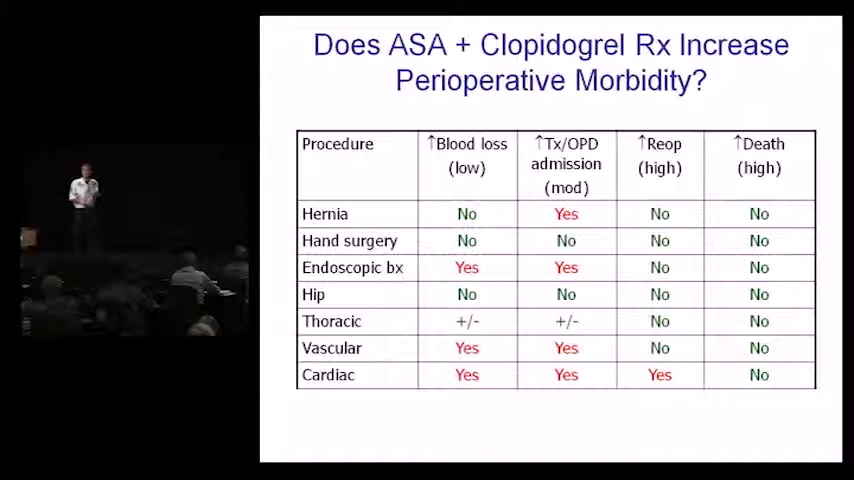 Does ASA + Clopidogrel Rx Increase
Perioperative Morbidity?
Procedure ↑Blood loss (low) ↑Tx/OPD admission (mod) ↑Reop (high) ↑Death (high)
Hernia No Yes No No
Hand surgery No No No No
Endoscopic bx Yes Yes No No
Hip No No No No
Thoracic +/- +/- No No
Vascular Yes Yes No No
Cardiac Yes Yes Yes No